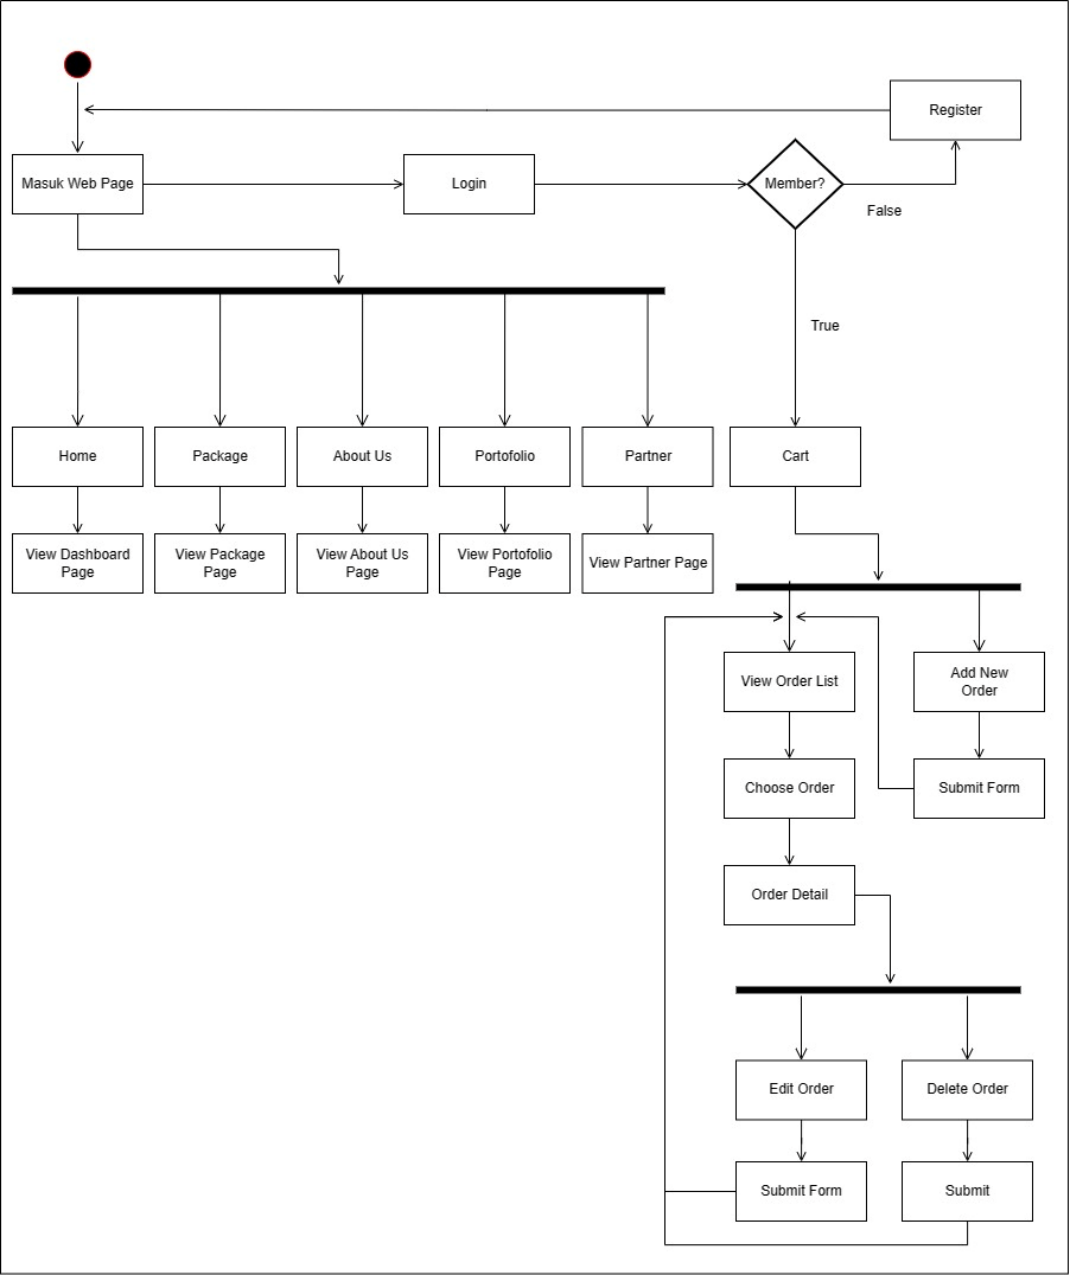 Register
Masuk Web Page
Login
Member?
False
True
Home
Package
About Us
Portofolio
Partner
Cart
View Dashboard
Page
View Package
Page
View About Us
Page
View Portofolio
Page
View Partner Page
View Order List
Add New
Order
Choose Order
Submit Form
Order Detail
Edit Order
Delete Order
Submit Form
Submit